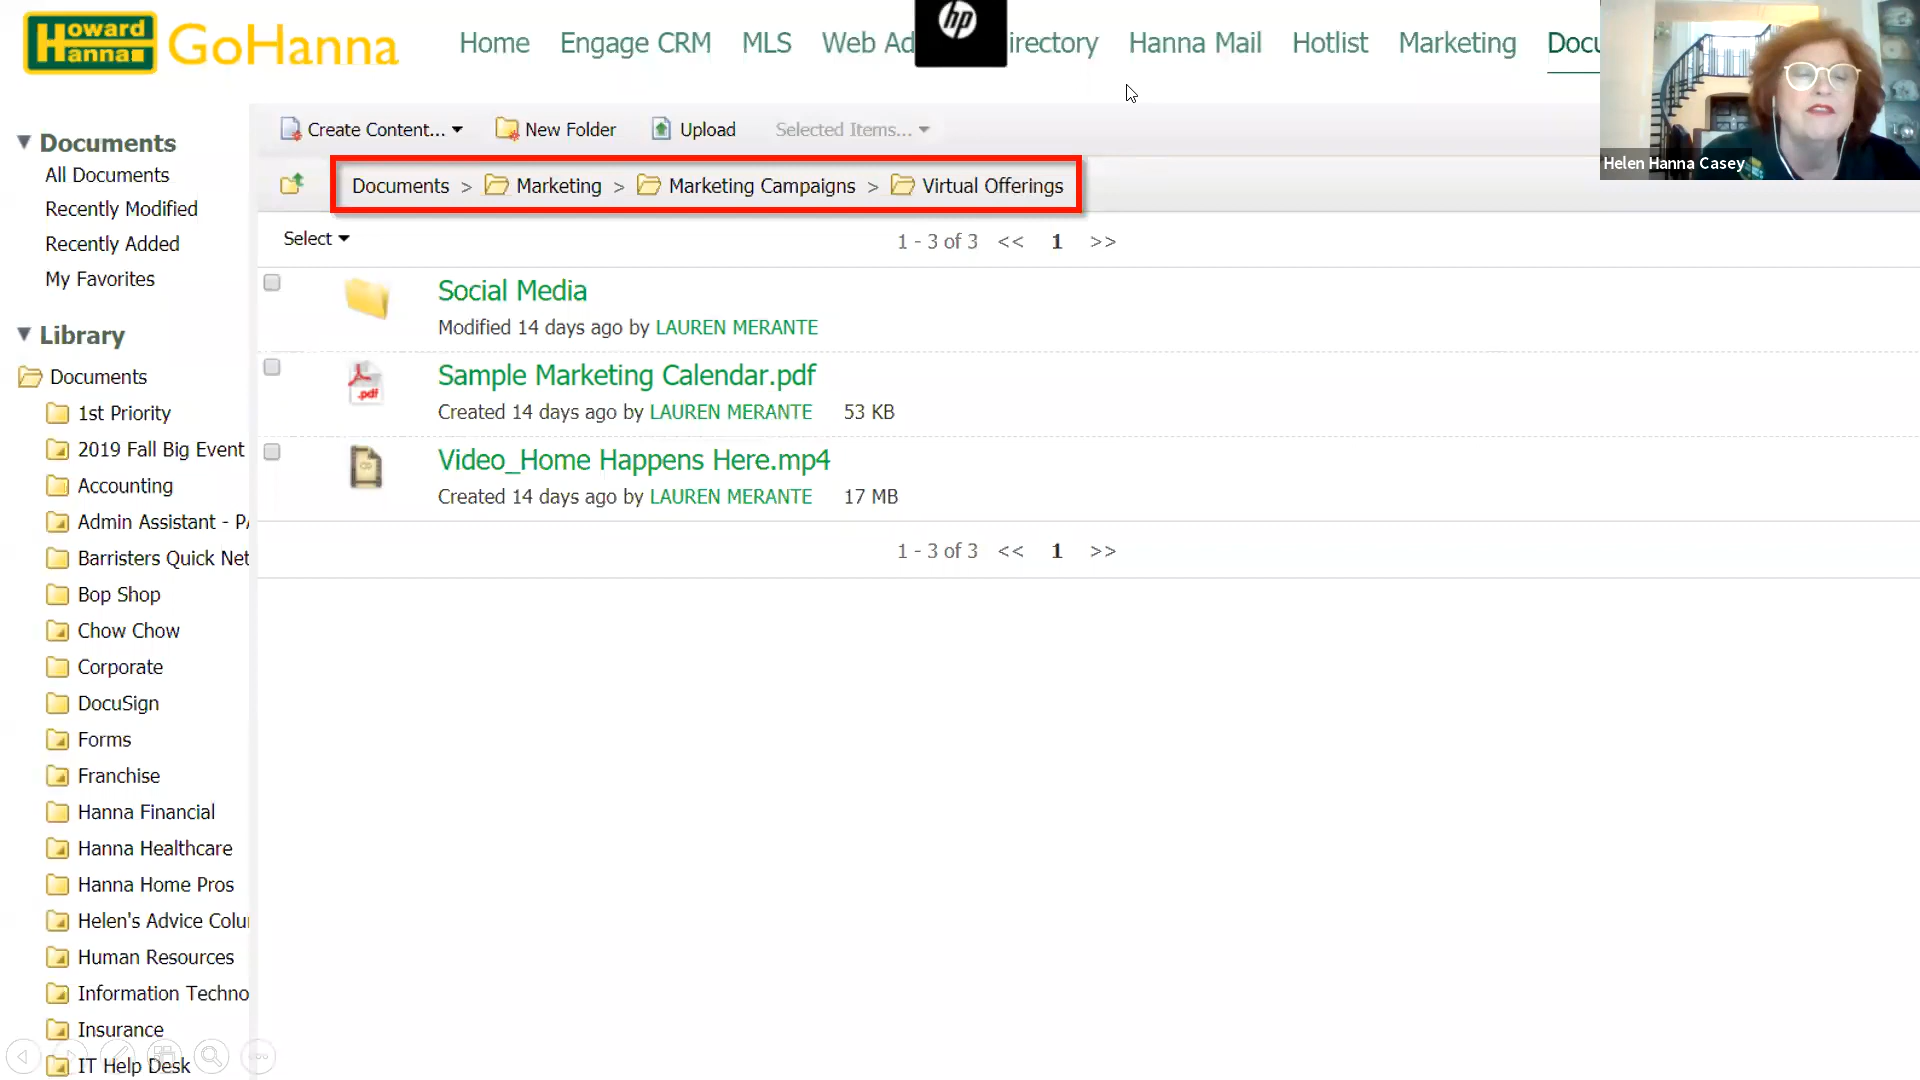 Howard Hanna GoHanna Home Engage CRM MLS Web Ad hp irectory Hanna Mail Hotlist Marketing Docu
Helen Hanna Casey
Create Content... New Folder Upload Selected Items...
Documents > Marketing > Marketing Campaigns > Virtual Offerings
Select 1 - 3 of 3 << 1 >>
Social Media
Modified 14 days ago by LAUREN MERANTE
.pdf
Sample Marketing Calendar.pdf
Created 14 days ago by LAUREN MERANTE 53 KB
Video_Home Happens Here.mp4
Created 14 days ago by LAUREN MERANTE 17 MB
1 - 3 of 3 << 1 >>
Documents
All Documents
Recently Modified
Recently Added
My Favorites
Library
Documents
1st Priority
2019 Fall Big Event
Accounting
Admin Assistant - PA
Barristers Quick Net
Bop Shop
Chow Chow
Corporate
DocuSign
Forms
Franchise
Hanna Financial
Hanna Healthcare
Hanna Home Pros
Helen's Advice Colu
Human Resources
Information Techno
Insurance
IT Help Desk